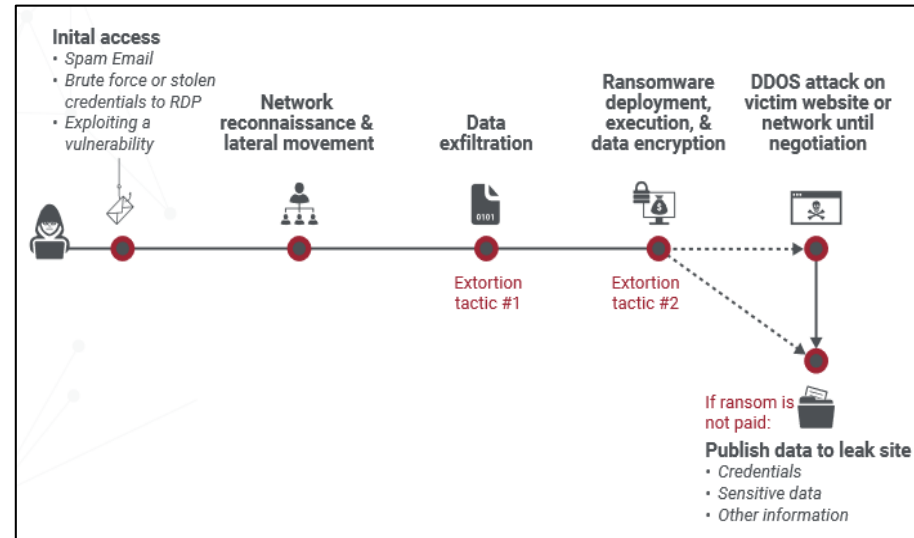 Inital access
• Spam Email
• Brute force or stolen
credentials to RDP
• Exploiting a
vulnerability
Network
reconnaissance &
lateral movement
Data
exfiltration
Ransomware
deployment,
execution, &
data encryption
DDOS attack on
victim website or
network until
negotiation
0101
$
Extortion
tactic #1
Extortion
tactic #2
If ransom is
not paid:
Publish data to leak site
• Credentials
• Sensitive data
• Other information